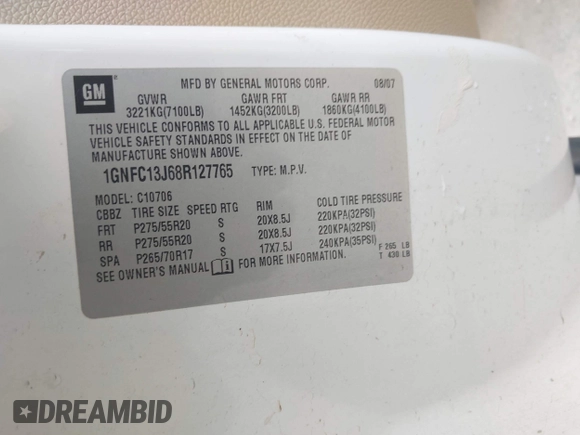 GM
MFD BY GENERAL MOTORS CORP. 08/07
GVWR GAWR FRT GAWR RR
3221KG(7100LB) 1452KG(3200LB) 1860KG(4100LB)
THIS VEHICLE CONFORMS TO ALL APPLICABLE U.S. FEDERAL MOTOR
VEHICLE SAFETY STANDARDS IN EFFECT ON THE DATE OF
MANUFACTURE SHOWN ABOVE.
1GNFC13J68R127765 TYPE: M.P.V.
MODEL: C10706
CBBZ TIRE SIZE SPEED RTG RIM COLD TIRE PRESSURE
FRT P275/55R20 S 20X8.5J 220KPA(32PSI)
RR P275/55R20 S 20X8.5J 220KPA(32PSI)
SPA P265/70R17 S 17X7.5J 240KPA(35PSI) F 265 LB
SEE OWNER'S MANUAL FOR MORE INFORMATION. T 430 LB
DREAMBID